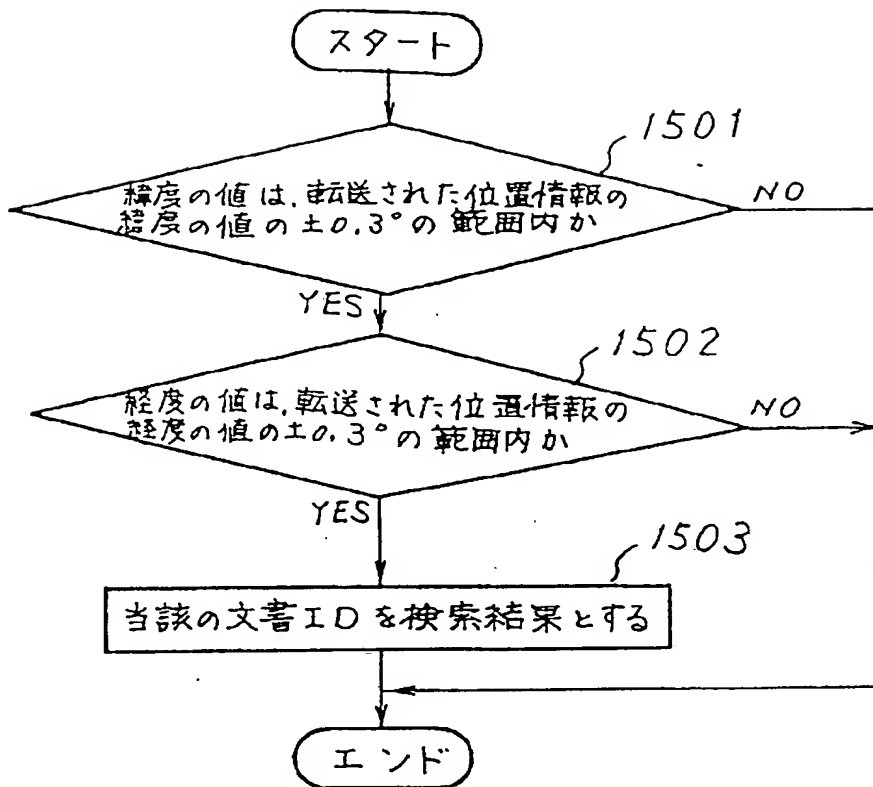 スタート
1501
緯度の値は,転送された位置情報の
緯度の値の±0.3°の範囲内か
NO
YES
1502
経度の値は,転送された位置情報の
経度の値の±0.3°の範囲内か
NO
YES
1503
当該の文書IDを検索結果とする
エンド